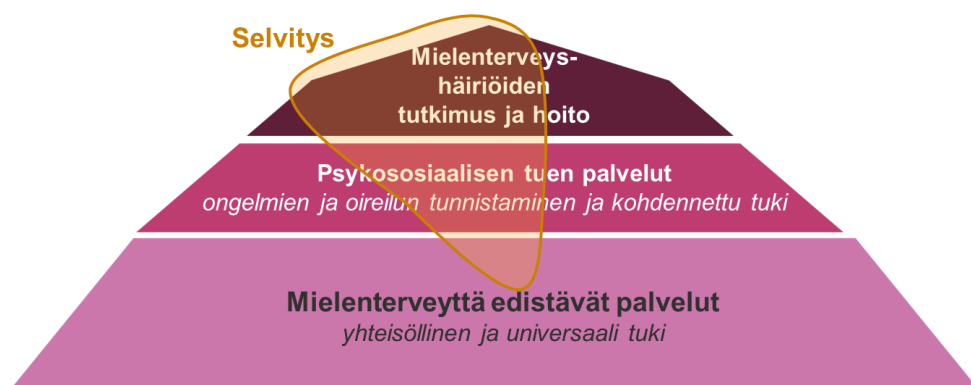 Selvitys
Mielenterveys-
häiriöiden
tutkimus ja hoito
Psykososiaalisen tuen palvelut
ongelmien ja oireilun tunnistaminen ja kohdennettu tuki
Mielenterveyttä edistävät palvelut
yhteisöllinen ja universaali tuki